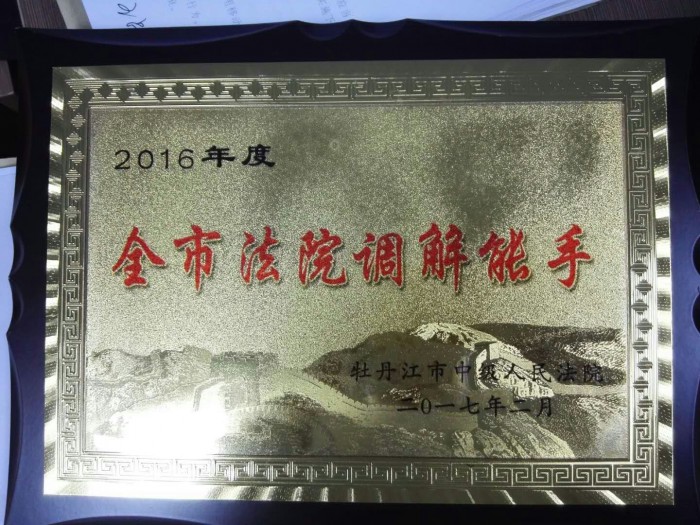 2016年度
全市法院调解能手
牡丹江市中级人民法院
二〇一七年二月